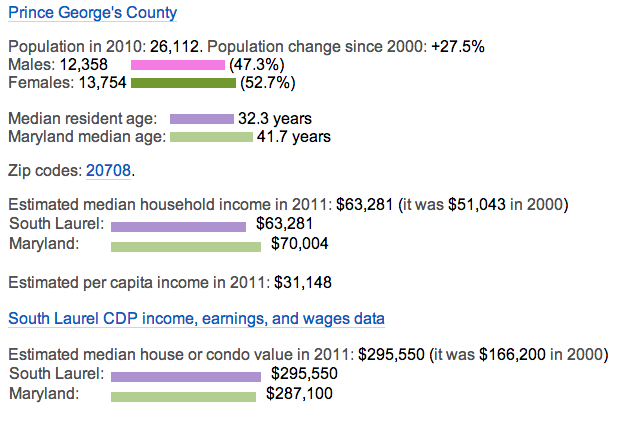 Prince George's County
Population in 2010: 26,112. Population change since 2000: +27.5%
Males: 12,358 (47.3%)
Females: 13,754 (52.7%)
Median resident age: 32.3 years
Maryland median age: 41.7 years
Zip codes: 20708.
Estimated median household income in 2011: $63,281 (it was $51,043 in 2000)
South Laurel: $63,281
Maryland: $70,004
Estimated per capita income in 2011: $31,148
South Laurel CDP income, earnings, and wages data
Estimated median house or condo value in 2011: $295,550 (it was $166,200 in 2000)
South Laurel: $295,550
Maryland: $287,100